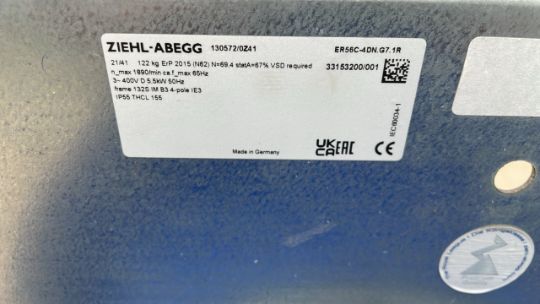 ZIEHL-ABEGG 130572/0Z41 ER56C-4DN.G7.1R
21/41 122 kg ErP 2015 (N62) N=69,4 statA=67% VSD required 33153200/001
n_max 1890/min ca.f_max 65Hz
3~ 400V D 5,5kW 50Hz
frame 132S IM B3 4-pole IE3
IP55 THCL 155
IEC60034-1
Made in Germany UK CA EAC CE